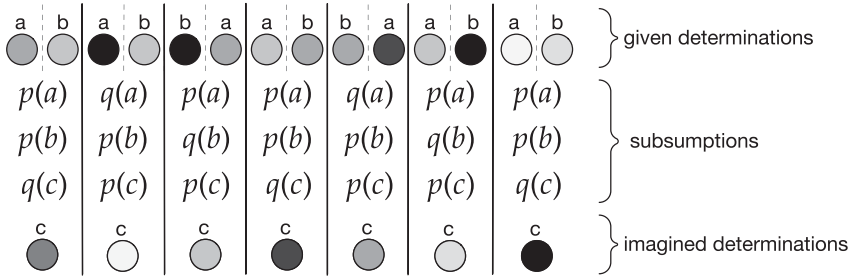 a b a b b a a b b a a b a b
given determinations
p(a) q(a) p(a) p(a) q(a) p(a) p(a)
p(b) p(b) q(b) p(b) p(b) q(b) p(b)
subsumptions
q(c) p(c) p(c) q(c) p(c) p(c) q(c)
c c c c c c c
imagined determinations